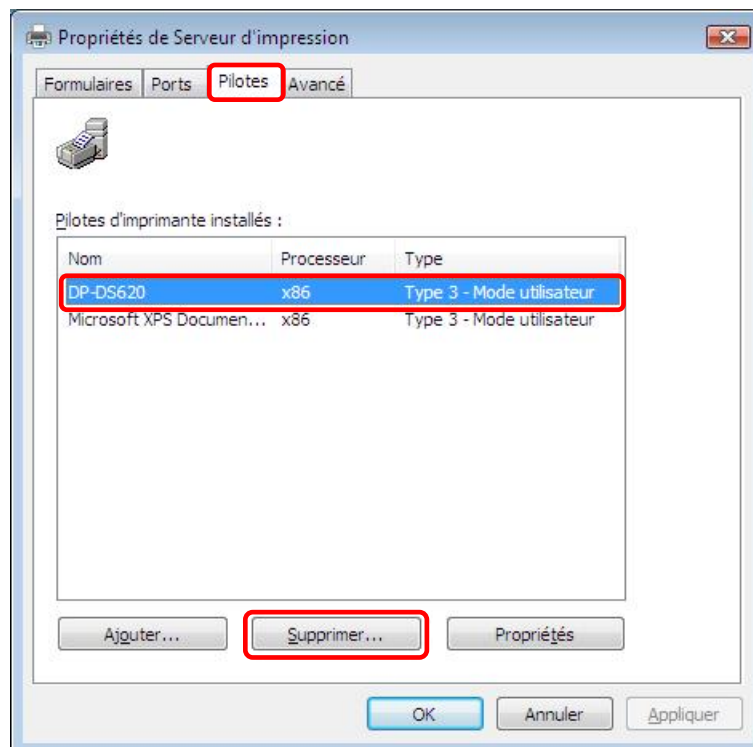 Propriétés de Serveur d'impression
Formulaires Ports Pilotes Avancé
Pilotes d'imprimante installés :
Nom Processeur Type
DP-DS620 x86 Type 3 - Mode utilisateur
Microsoft XPS Documen... x86 Type 3 - Mode utilisateur
Ajouter... Supprimer... Propriétés
OK Annuler Appliquer